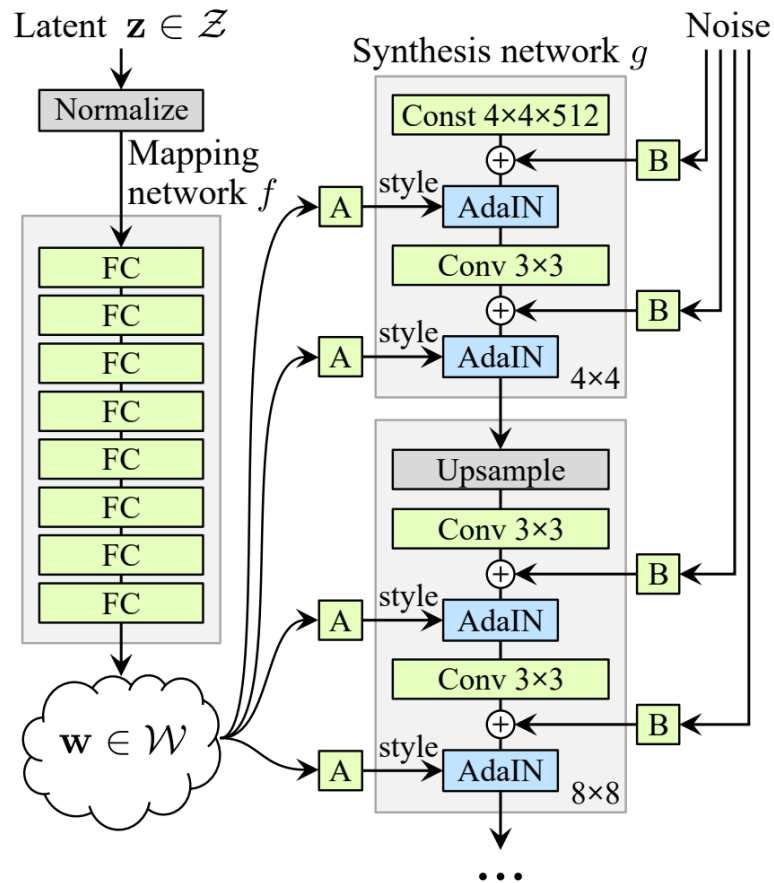 Latent z ∈ 𝒵
Normalize
Mapping
network f
FC
FC
FC
FC
FC
FC
FC
FC
w ∈ 𝒲
Noise
Synthesis network g
Const 4×4×512
+
B
A
style
AdaIN
Conv 3×3
+
B
A
style
AdaIN
4×4
Upsample
Conv 3×3
+
B
A
style
AdaIN
Conv 3×3
+
B
A
style
AdaIN
8×8
...